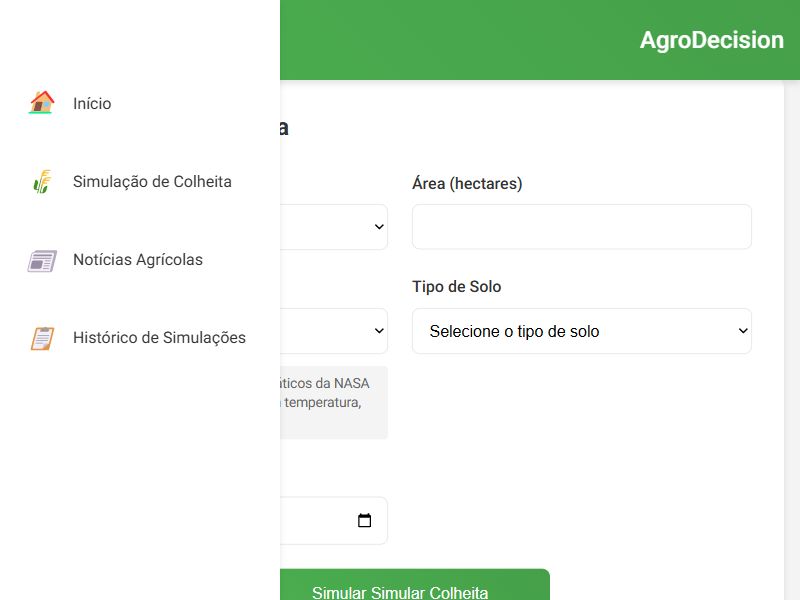 AgroDecision
Início
Simulação de Colheita
Notícias Agrícolas
Histórico de Simulações
a
Área (hectares)
Tipo de Solo
Selecione o tipo de solo
áticos da NASA
temperatura,
Simular Simular Colheita